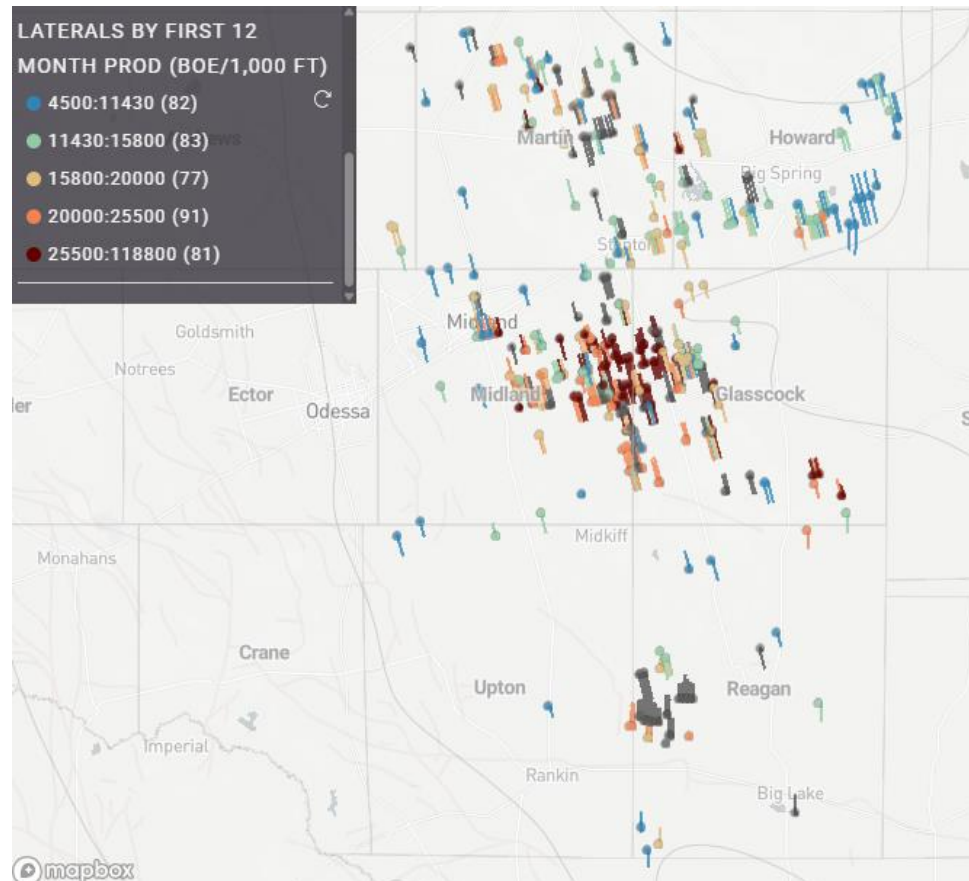 LATERALS BY FIRST 12
MONTH PROD (BOE/1,000 FT)
4500:11430 (82)
11430:15800 (83)
15800:20000 (77)
20000:25500 (91)
25500:118800 (81)
Martin
Howard
Big Spring
Stanton
Midland
Goldsmith
Notrees
Ector
Midland
Glasscock
Odessa
Midkiff
Monahans
Crane
Upton
Reagan
Imperial
Rankin
Big Lake
mapbox